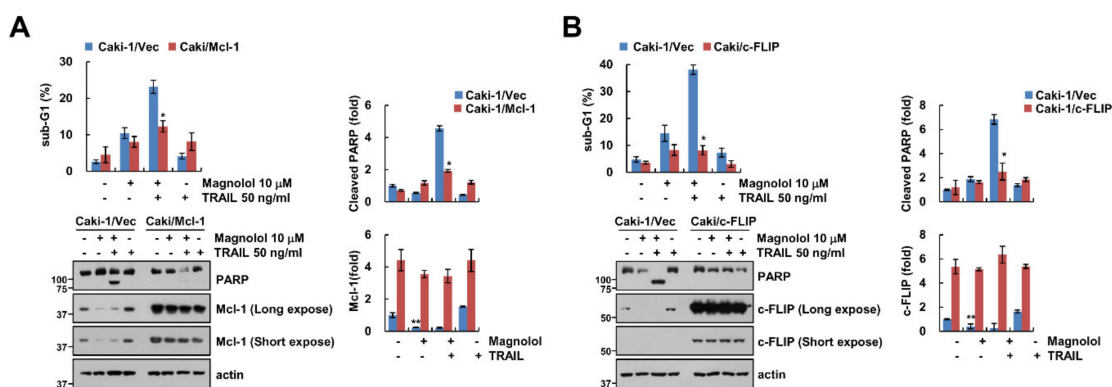 A
Caki-1/Vec Caki/Mcl-1
sub-G1 (%)
30
20
10
0
- + + - Magnolol 10 μM
- - + + TRAIL 50 ng/ml
Caki-1/Vec Caki/Mcl-1
- + + - - + + - Magnolol 10 μM
- - + + - - + + TRAIL 50 ng/ml
100
75
PARP
37
Mcl-1 (Long expose)
37
Mcl-1 (Short expose)
37
actin
Caki-1/Vec
Caki-1/Mcl-1
Cleaved PARP (fold)
6
4
2
0
*
*
Mcl-1(fold)
6
4
2
0
**
- + + - Magnolol
- - + + TRAIL
B
Caki-1/Vec Caki/c-FLIP
sub-G1 (%)
40
30
20
10
0
*
- + + - Magnolol 10 μM
- - + + TRAIL 50 ng/ml
Caki-1/Vec Caki/c-FLIP
- + + - - + + - Magnolol 10 μM
- - + + - - + + TRAIL 50 ng/ml
100
75
PARP
50
c-FLIP (Long expose)
50
c-FLIP (Short expose)
37
actin
Caki-1/Vec
Caki-1/c-FLIP
Cleaved PARP (fold)
8
6
4
2
0
*
c-FLIP (fold)
8
6
4
2
0
**
- + + - Magnolol
- - + + TRAIL